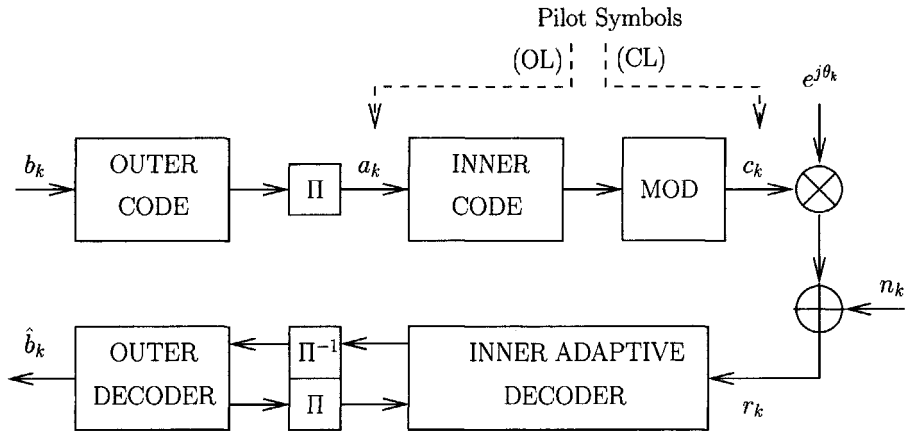 Pilot Symbols
(OL) (CL)
e^{jθ_k}
b_k
OUTER
CODE
Π
a_k
INNER
CODE
MOD
c_k
n_k
b̂_k
OUTER
DECODER
Π^{-1}
Π
INNER ADAPTIVE
DECODER
r_k